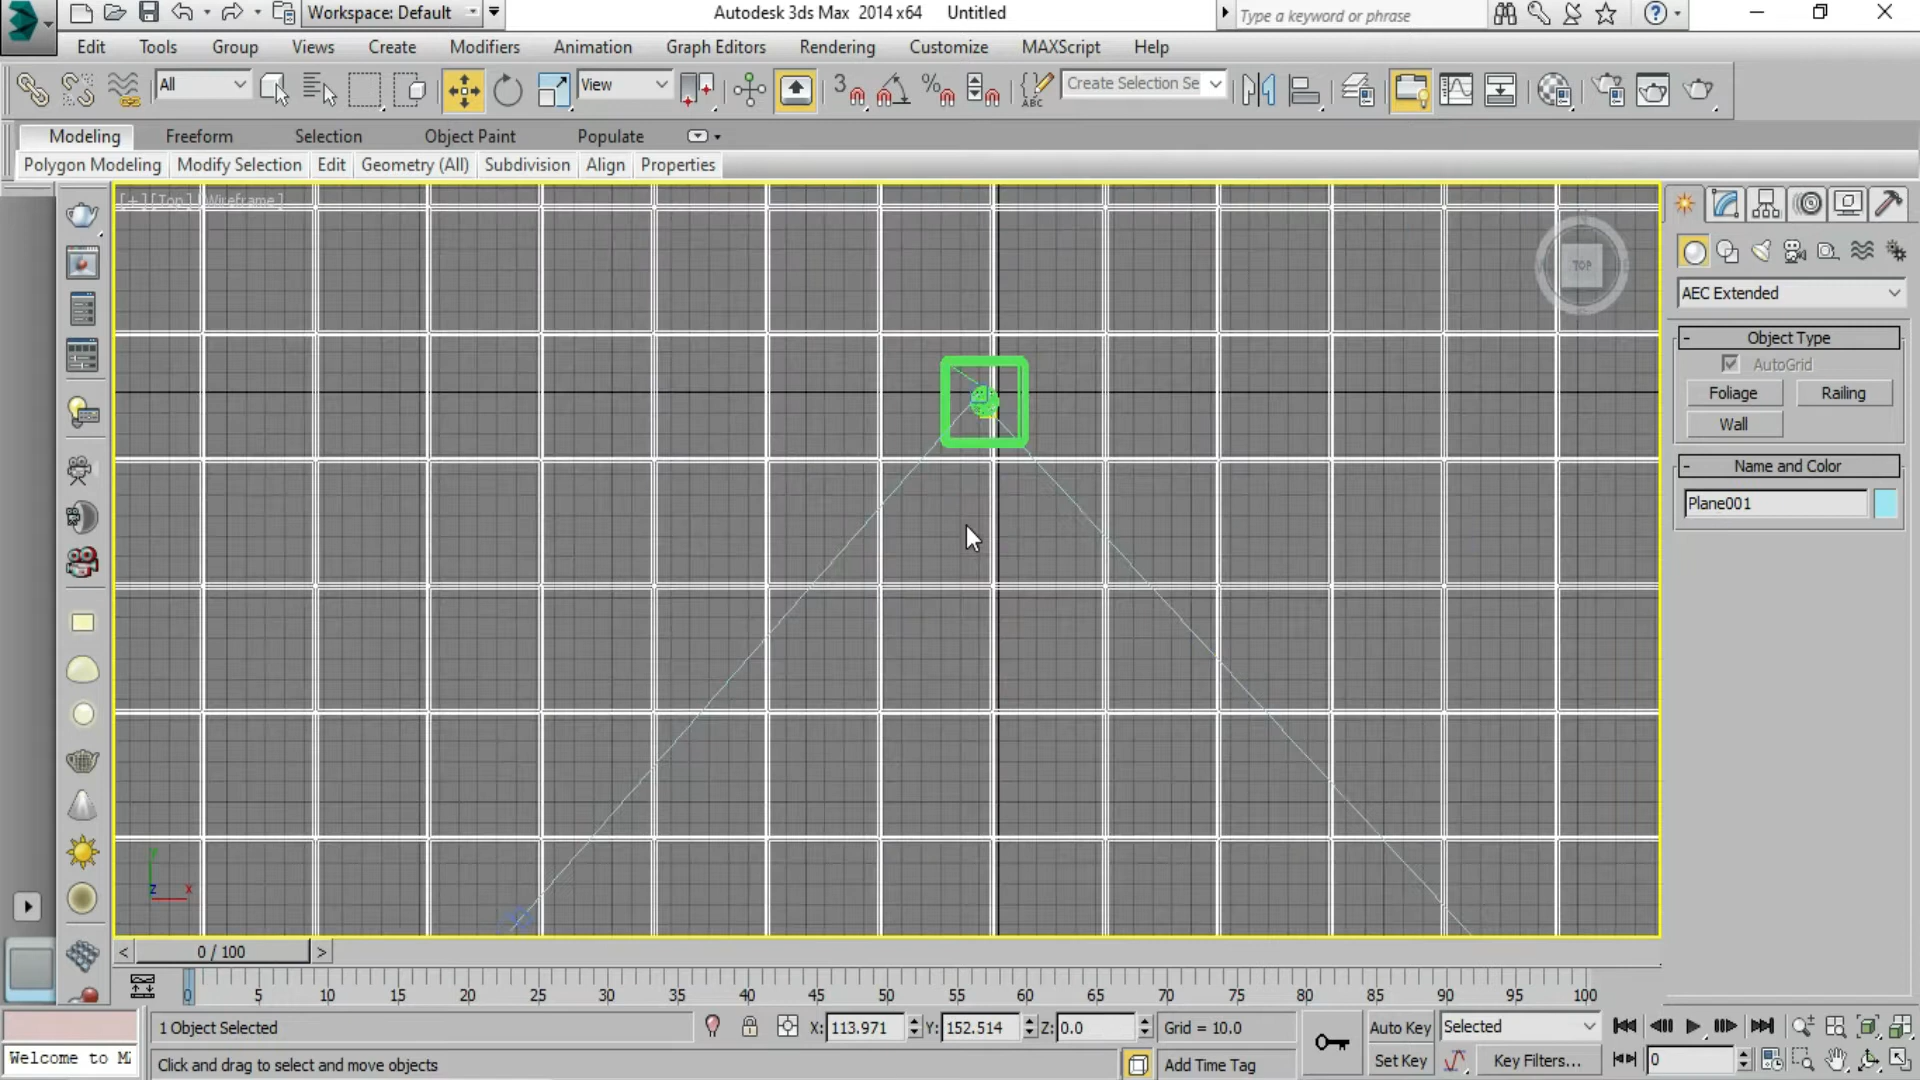 Workspace: Default
Autodesk 3ds Max 2014 x64 Untitled
Type a keyword or phrase
Edit Tools Group Views Create Modifiers Animation Graph Editors Rendering Customize MAXScript Help
All View 3 % ABC Create Selection Se
Modeling Freeform Selection Object Paint Populate
Polygon Modeling Modify Selection Edit Geometry (All) Subdivision Align Properties
[+][Top][Wireframe]
TOP
AEC Extended
- Object Type
AutoGrid
Foliage Railing
Wall
- Name and Color
Plane001
y
z x
< 0 / 100 >
0 5 10 15 20 25 30 35 40 45 50 55 60 65 70 75 80 85 90 95 100
1 Object Selected X: 113.971 Y: 152.514 Z: 0.0 Grid = 10.0 Auto Key Selected
Welcome to M Click and drag to select and move objects Add Time Tag Set Key Key Filters... 0